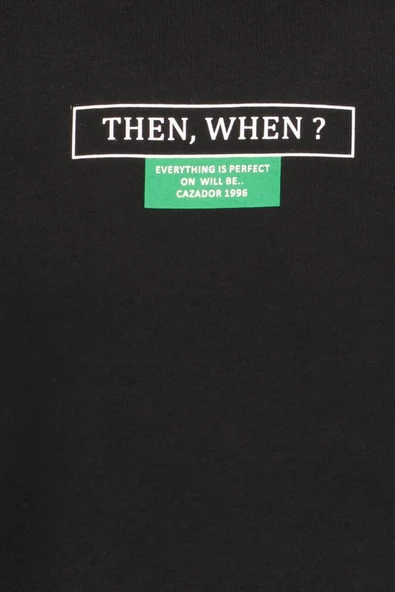 THEN, WHEN ?
EVERYTHING IS PERFECT
ON WILL BE..
CAZADOR 1996